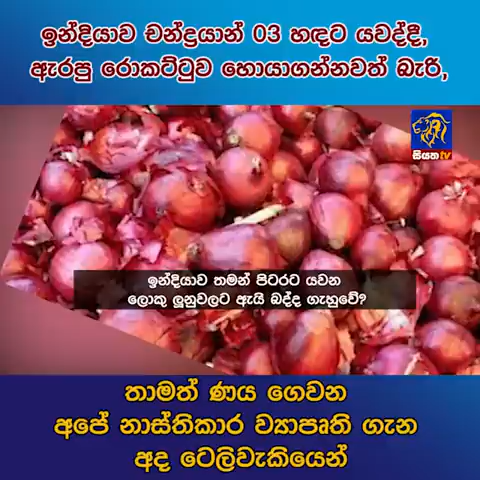 ඉන්දියාව චන්ද්‍රයාන් 03 හඳට යවද්දී,
ඇරපු රොකට්ටුව හොයාගන්නවත් බැරි,
සියත tv
ඉන්දියාව තමන් පිටරට යවන
ලොකු ලූනුවලට ඇයි බද්ද ගැහුවේ?
තාමත් ණය ගෙවන
අපේ නාස්තිකාර ව්‍යාපෘති ගැන
අද ටෙලිවැකියෙන්